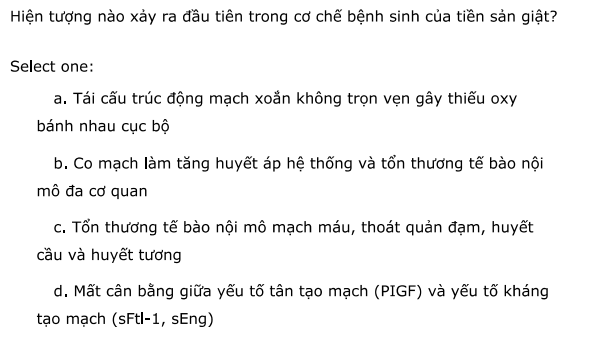 Hiện tượng nào xảy ra đầu tiên trong cơ chế bệnh sinh của tiền sản giật?
Select one:
a. Tái cấu trúc động mạch xoắn không trọn vẹn gây thiếu oxy
bánh nhau cục bộ
b. Co mạch làm tăng huyết áp hệ thống và tổn thương tế bào nội
mô đa cơ quan
c. Tổn thương tế bào nội mô mạch máu, thoát quản đạm, huyết
cầu và huyết tương
d. Mất cân bằng giữa yếu tố tân tạo mạch (PIGF) và yếu tố kháng
tạo mạch (sFtl-1, sEng)